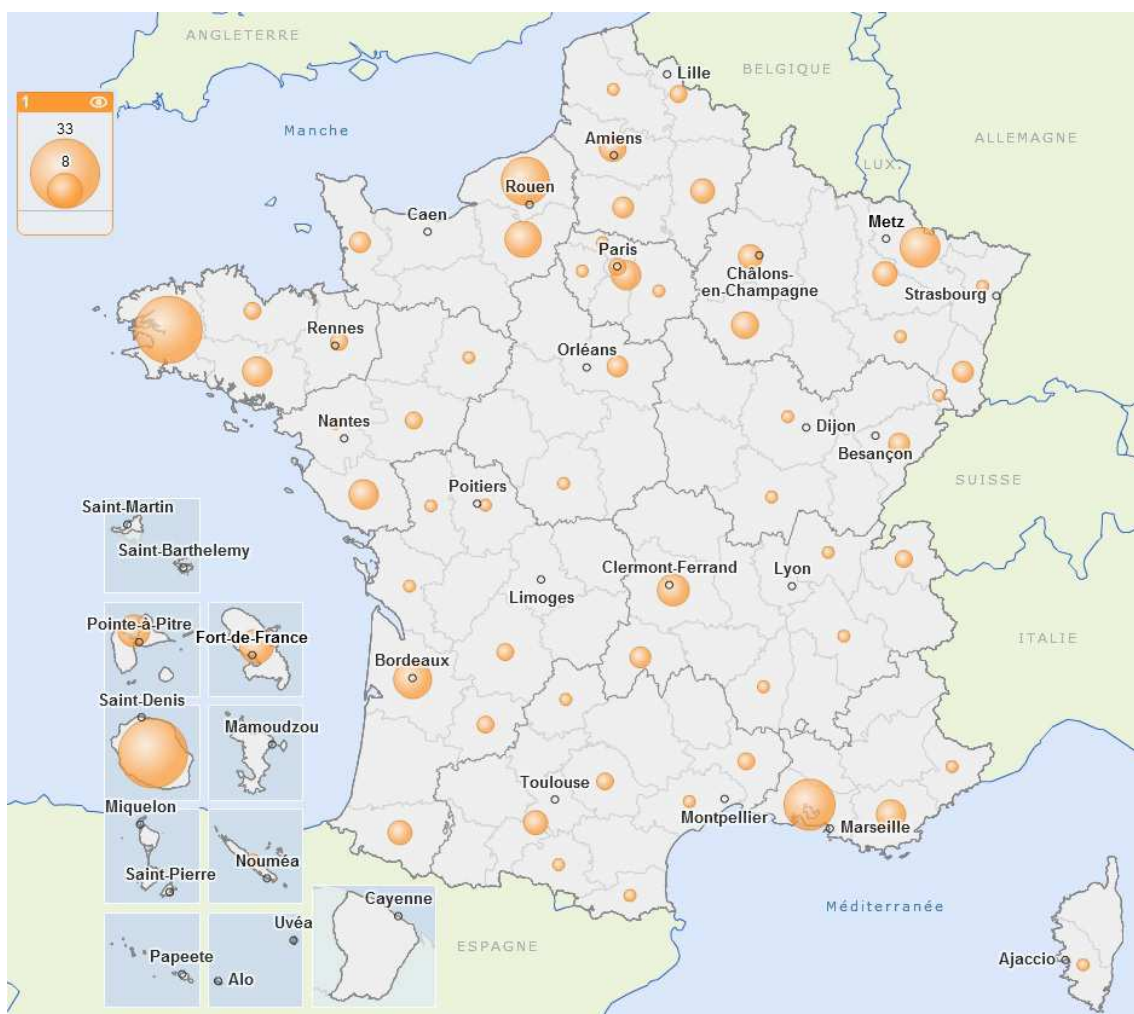 ANGLETERRE
BELGIQUE
Lille
1
33
8
Manche
ALLEMAGNE
Amiens
LUX.
Rouen
Caen
Metz
Paris
Châlons-
en-Champagne
Strasbourg
Rennes
Orléans
Nantes
Dijon
Besançon
SUISSE
Poitiers
Saint-Martin
Saint-Barthelemy
Clermont-Ferrand
Lyon
Limoges
Pointe-à-Pitre
Fort-de-France
ITALIE
Bordeaux
Saint-Denis
Mamoudzou
Toulouse
Miquelon
Montpellier
Marseille
Nouméa
Saint-Pierre
Cayenne
Méditerranée
Uvéa
ESPAGNE
Papeete
Alo
Ajaccio